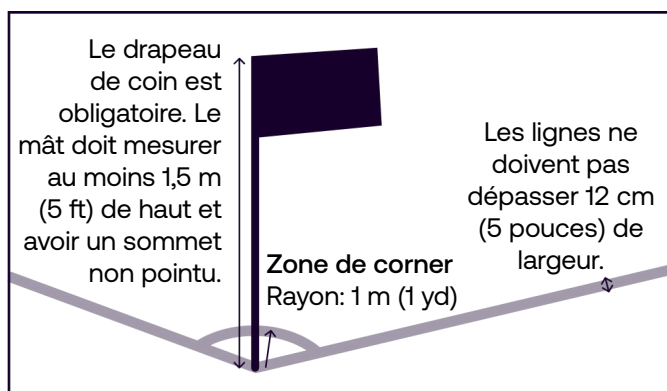 Le drapeau
de coin est
obligatoire. Le
mât doit mesurer
au moins 1,5 m
(5 ft) de haut et
avoir un sommet
non pointu.
Zone de corner
Rayon: 1 m (1 yd)
Les lignes ne
doivent pas
dépasser 12 cm
(5 pouces) de
largeur.